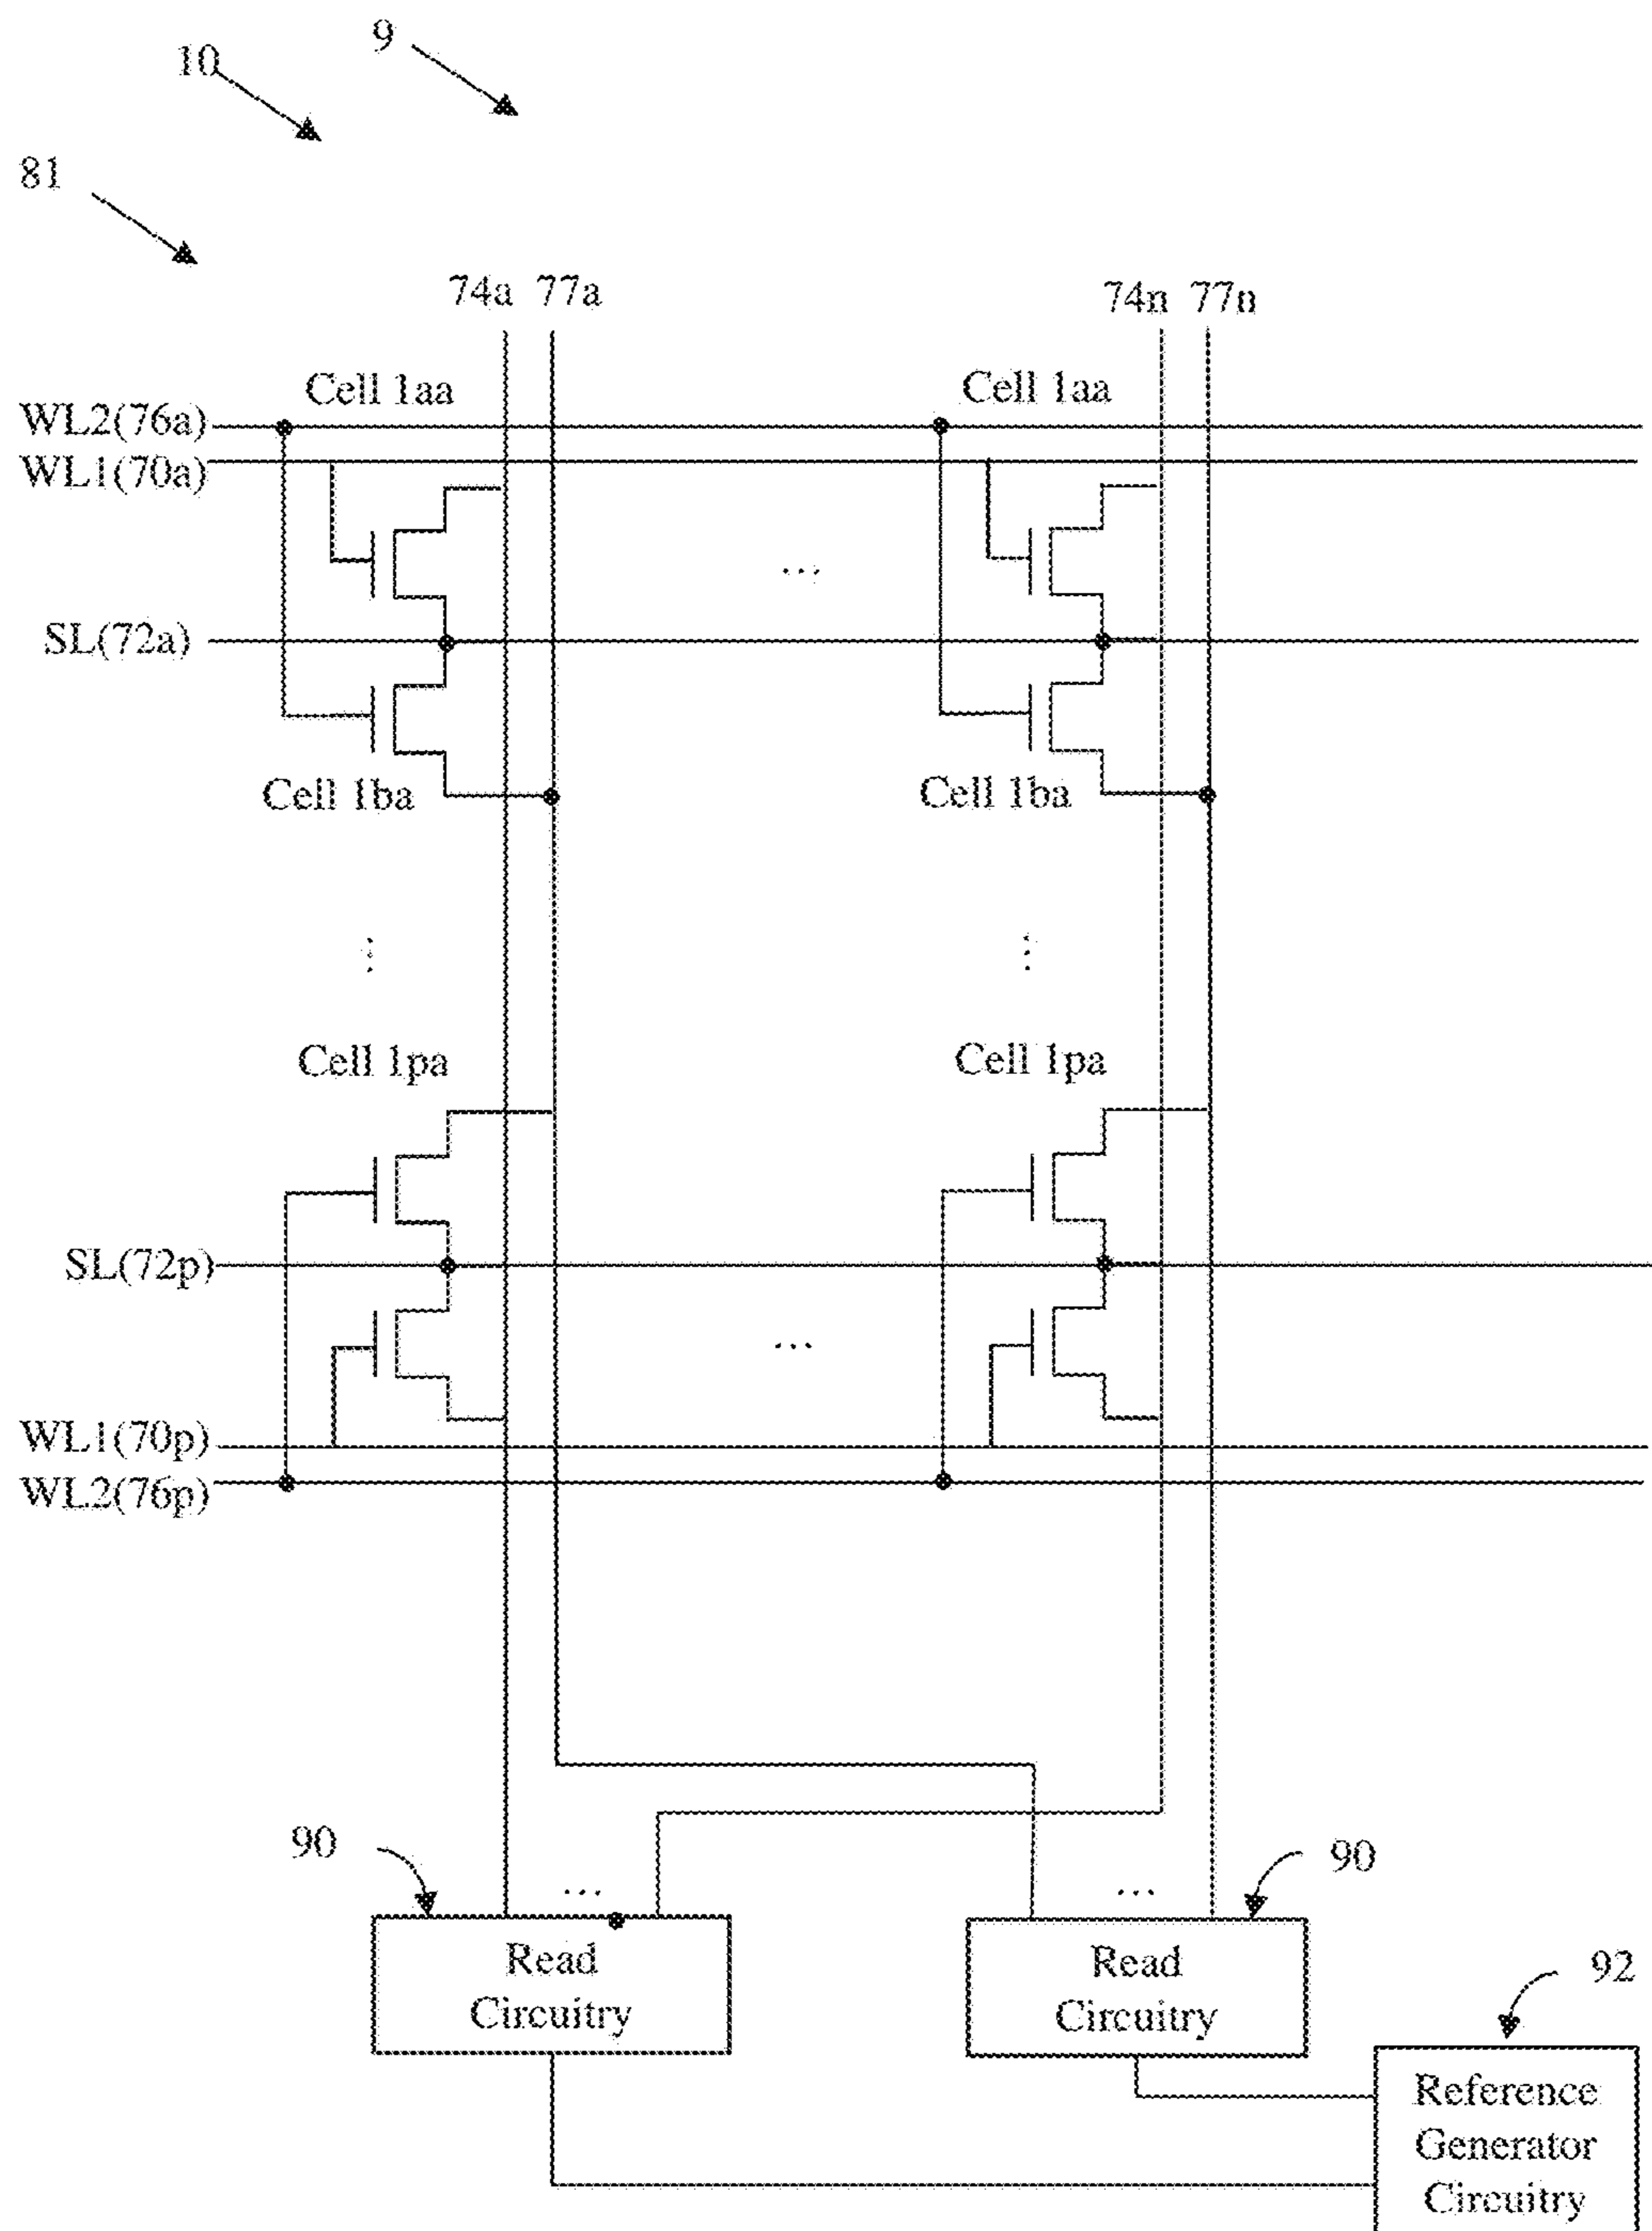 9
10
81
74a 77a
74n 77n
Cell 1aa
Cell 1aa
WL2(76a)
WL1(70a)
...
SL(72a)
Cell 1ba
Cell 1ba
Cell 1pa
Cell 1pa
SL(72p)
...
WL1(70p)
WL2(76p)
90
...
...
90
Read
Circuitry
Read
Circuitry
92
Reference
Generator
Circuitry